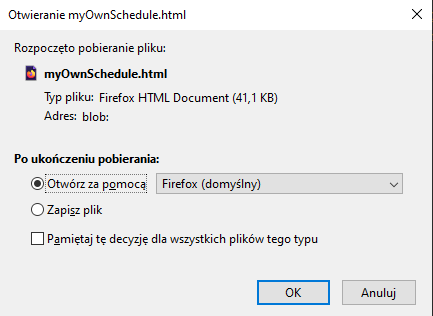 Otwieranie myOwnSchedule.html
Rozpoczęto pobieranie pliku:
myOwnSchedule.html
Typ pliku: Firefox HTML Document (41,1 KB)
Adres: blob:
Po ukończeniu pobierania:
Otwórz za pomocą Firefox (domyślny)
Zapisz plik
Pamiętaj tę decyzję dla wszystkich plików tego typu
OK Anuluj